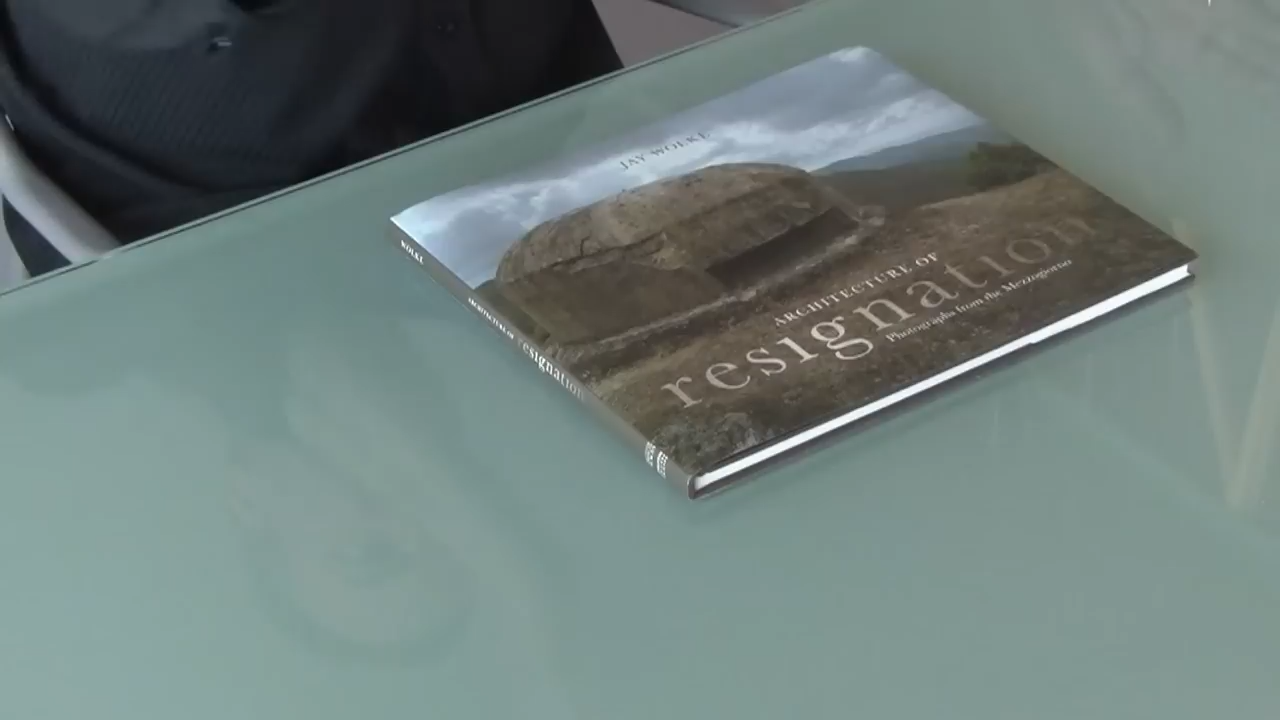 JAY WOLKE
ARCHITECTURE OF
resignation
Photographs from the Mezzogiorno
WOLKE
ARCHITECTURE OF resignation